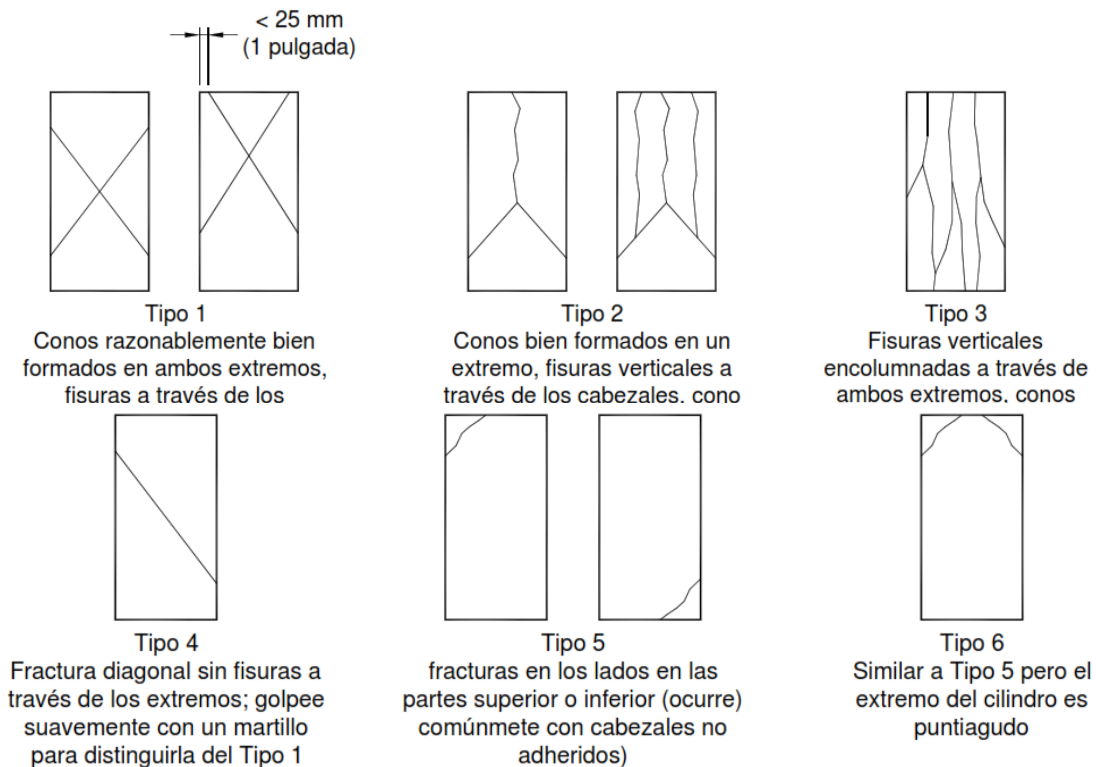 < 25 mm
(1 pulgada)
Tipo 1
Conos razonablemente bien
formados en ambos extremos,
fisuras a través de los
Tipo 2
Conos bien formados en un
extremo, fisuras verticales a
través de los cabezales. cono
Tipo 3
Fisuras verticales
encolumnadas a través de
ambos extremos. conos
Tipo 4
Fractura diagonal sin fisuras a
través de los extremos; golpee
suavemente con un martillo
para distinguirla del Tipo 1
Tipo 5
fracturas en los lados en las
partes superior o inferior (ocurre)
comúnmete con cabezales no
adheridos)
Tipo 6
Similar a Tipo 5 pero el
extremo del cilindro es
puntiagudo